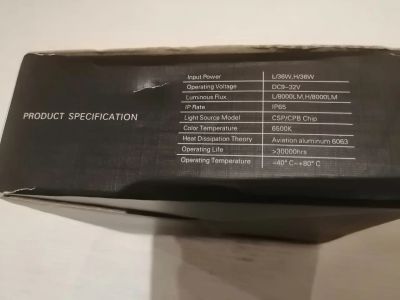 PRODUCT SPECIFICATION
Input Power L/36W,H/36W
Operating Voltage DC9-32V
Luminous Flux L/8000LM,H/8000LM
IP Rate IP65
Light Source Model CSP/CPB Chip
Color Temperature 6500K
Heat Dissipation Theory Aviation aluminum 6063
Operating Life >30000hrs
Operating Temperature -40° C~+80° C